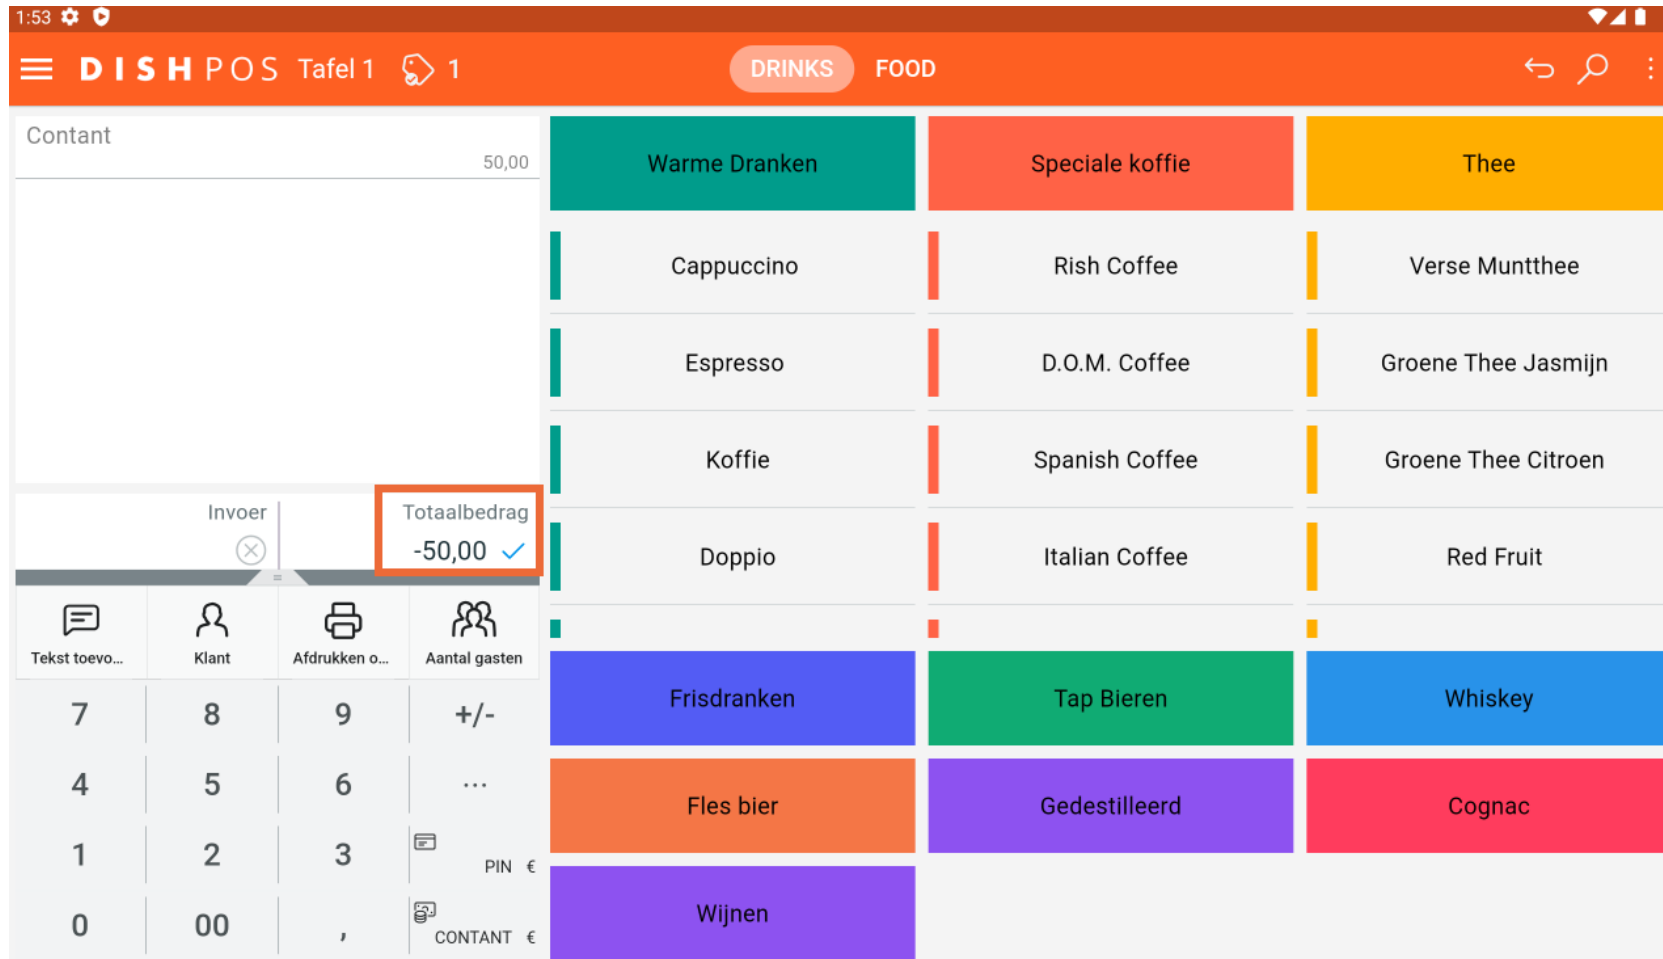 1:53
DISH POS Tafel 1 1 DRINKS FOOD
Contant
50,00
Invoer
Totaalbedrag
-50,00
Tekst toevo... Klant Afdrukken o... Aantal gasten
7 8 9 +/-
4 5 6 ...
1 2 3 PIN €
0 00 , CONTANT €
Warme Dranken Speciale koffie Thee
Cappuccino Rish Coffee Verse Muntthee
Espresso D.O.M. Coffee Groene Thee Jasmijn
Koffie Spanish Coffee Groene Thee Citroen
Doppio Italian Coffee Red Fruit
Frisdranken Tap Bieren Whiskey
Fles bier Gedestilleerd Cognac
Wijnen